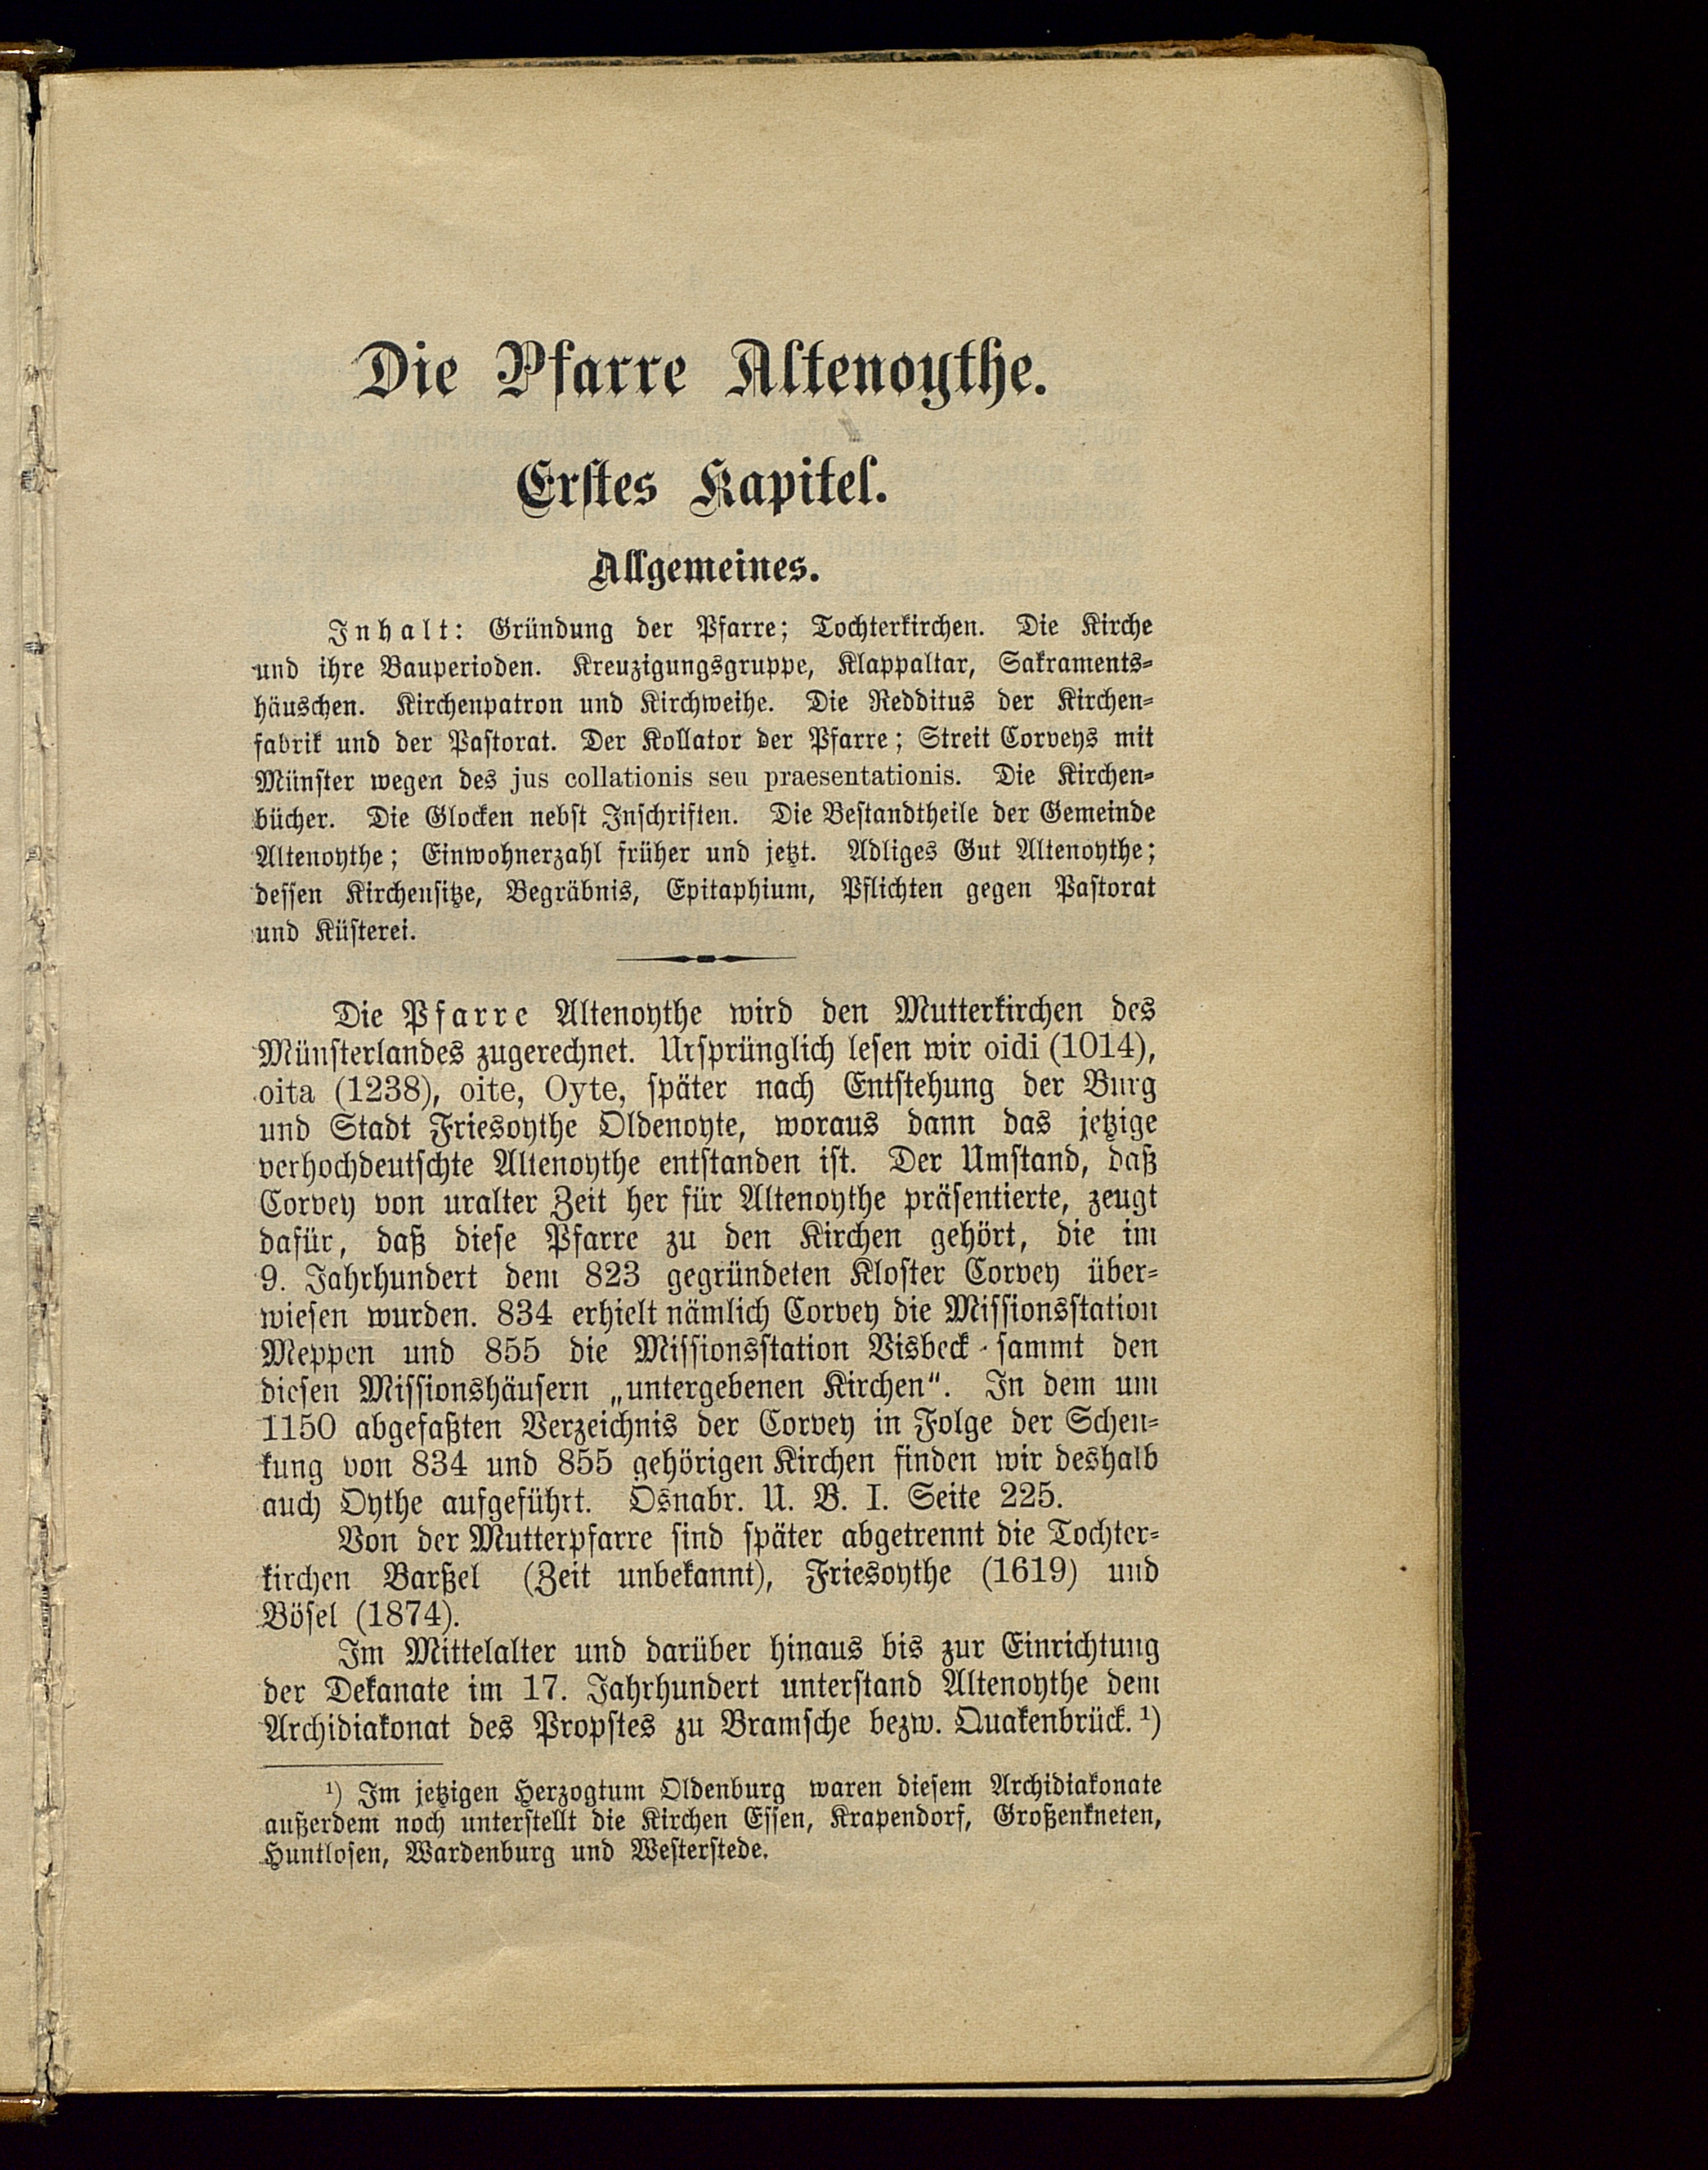 Die Pfarre Altenoythe.
Erstes Kapitel.
Allgemeines.
Inhalt: Gründung der Pfarre; Tochterkirchen. Die Kirche
und ihre Bauperioden. Kreuzigungsgruppe, Klappaltar, Sakraments-
häuschen. Kirchenpatron und Kirchweihe. Die Redditus der Kirchen-
fabrik und der Pastorat. Der Kollator der Pfarre; Streit Corveys mit
Münster wegen des jus collationis seu praesentationis. Die Kirchen-
bücher. Die Glocken nebst Inschriften. Die Bestandtheile der Gemeinde
Altenoythe; Einwohnerzahl früher und jetzt. Adliges Gut Altenoythe;
dessen Kirchensitze, Begräbnis, Epitaphium, Pflichten gegen Pastorat
und Küsterei.
Die Pfarre Altenoythe wird den Mutterkirchen des
Münsterlandes zugerechnet. Ursprünglich lesen wir oidi (1014),
oita (1238), oite, Oyte, später nach Entstehung der Burg
und Stadt Friesoythe Oldenoyte, woraus dann das jetzige
verhochdeutschte Altenoythe entstanden ist. Der Umstand, daß
Corvey von uralter Zeit her für Altenoythe präsentierte, zeugt
dafür, daß diese Pfarre zu den Kirchen gehört, die im
9. Jahrhundert dem 823 gegründeten Kloster Corvey über-
wiesen wurden. 834 erhielt nämlich Corvey die Missionsstation
Meppen und 855 die Missionsstation Visbeck sammt den
diesen Missionshäusern „untergebenen Kirchen“. In dem um
1150 abgefaßten Verzeichnis der Corvey in Folge der Schen-
kung von 834 und 855 gehörigen Kirchen finden wir deshalb
auch Oythe aufgeführt. Osnabr. U. B. I. Seite 225.
Von der Mutterpfarre sind später abgetrennt die Tochter-
kirchen Barßel (Zeit unbekannt), Friesoythe (1619) und
Bösel (1874).
Im Mittelalter und darüber hinaus bis zur Einrichtung
der Dekanate im 17. Jahrhundert unterstand Altenoythe dem
Archidiakonat des Propstes zu Bramsche bezw. Quakenbrück. ¹)
¹) Im jetzigen Herzogtum Oldenburg waren diesem Archidiakonate
außerdem noch unterstellt die Kirchen Essen, Krapendorf, Großenkneten,
Huntlosen, Wardenburg und Westerstede.